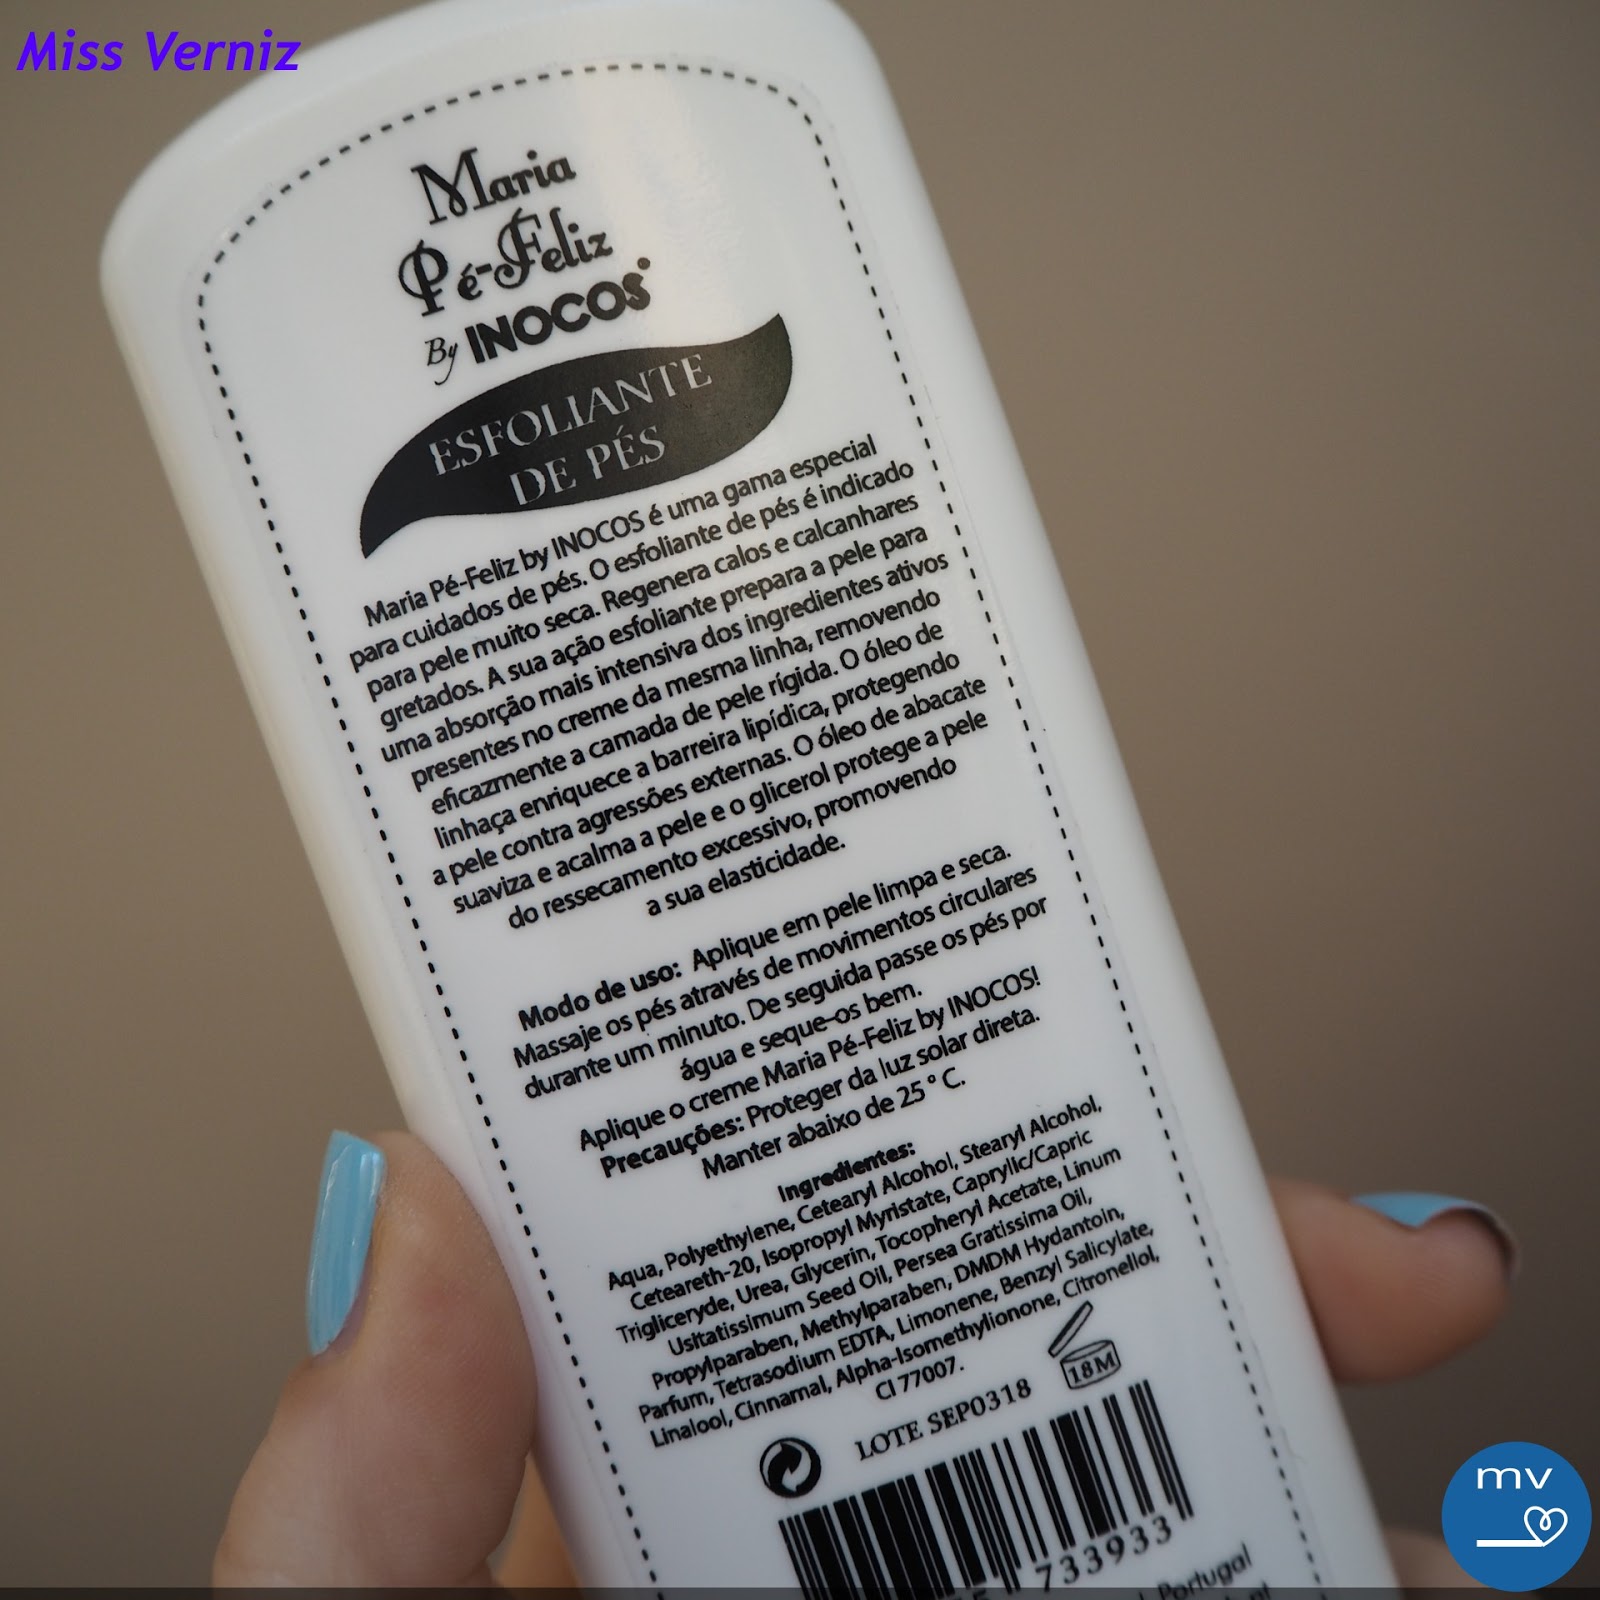 Miss Verniz
Maria
Pé-Feliz
By INOCOS
ESFOLIANTE
DE PÉS
Maria Pé-Feliz by INOCOS é uma gama especial
para cuidados de pés. O esfoliante de pés é indicado
para pele muito seca. Regenera calos e calcanhares
gretados. A sua ação esfoliante prepara a pele para
uma absorção mais intensiva dos ingredientes ativos
presentes no creme da mesma linha, removendo
eficazmente a camada de pele rígida. O óleo de
linhaça enriquece a barreira lipídica, protegendo
a pele contra agressões externas. O óleo de abacate
suaviza e acalma a pele e o glicerol protege a pele
do ressecamento excessivo, promovendo
a sua elasticidade.
Modo de uso: Aplique em pele limpa e seca.
Massaje os pés através de movimentos circulares
durante um minuto. De seguida passe os pés por
água e seque-os bem.
Aplique o creme Maria Pé-Feliz by INOCOS!
Precauções: Proteger da luz solar direta.
Manter abaixo de 25 ° C.
Ingredientes:
Aqua, Polyethylene, Cetearyl Alcohol, Stearyl Alcohol,
Ceteareth-20, Isopropyl Myristate, Caprylic/Capric
Trigliceryde, Urea, Glycerin, Tocopheryl Acetate, Linum
Usitatissimum Seed Oil, Persea Gratissima Oil,
Propylparaben, Methylparaben, DMDM Hydantoin,
Parfum, Tetrasodium EDTA, Limonene, Benzyl Salicylate,
Linalool, Cinnamal, Alpha-Isomethylionone, Citronellol,
CI 77007.
18M
LOTE SEP0318
733933
Portugal
mv